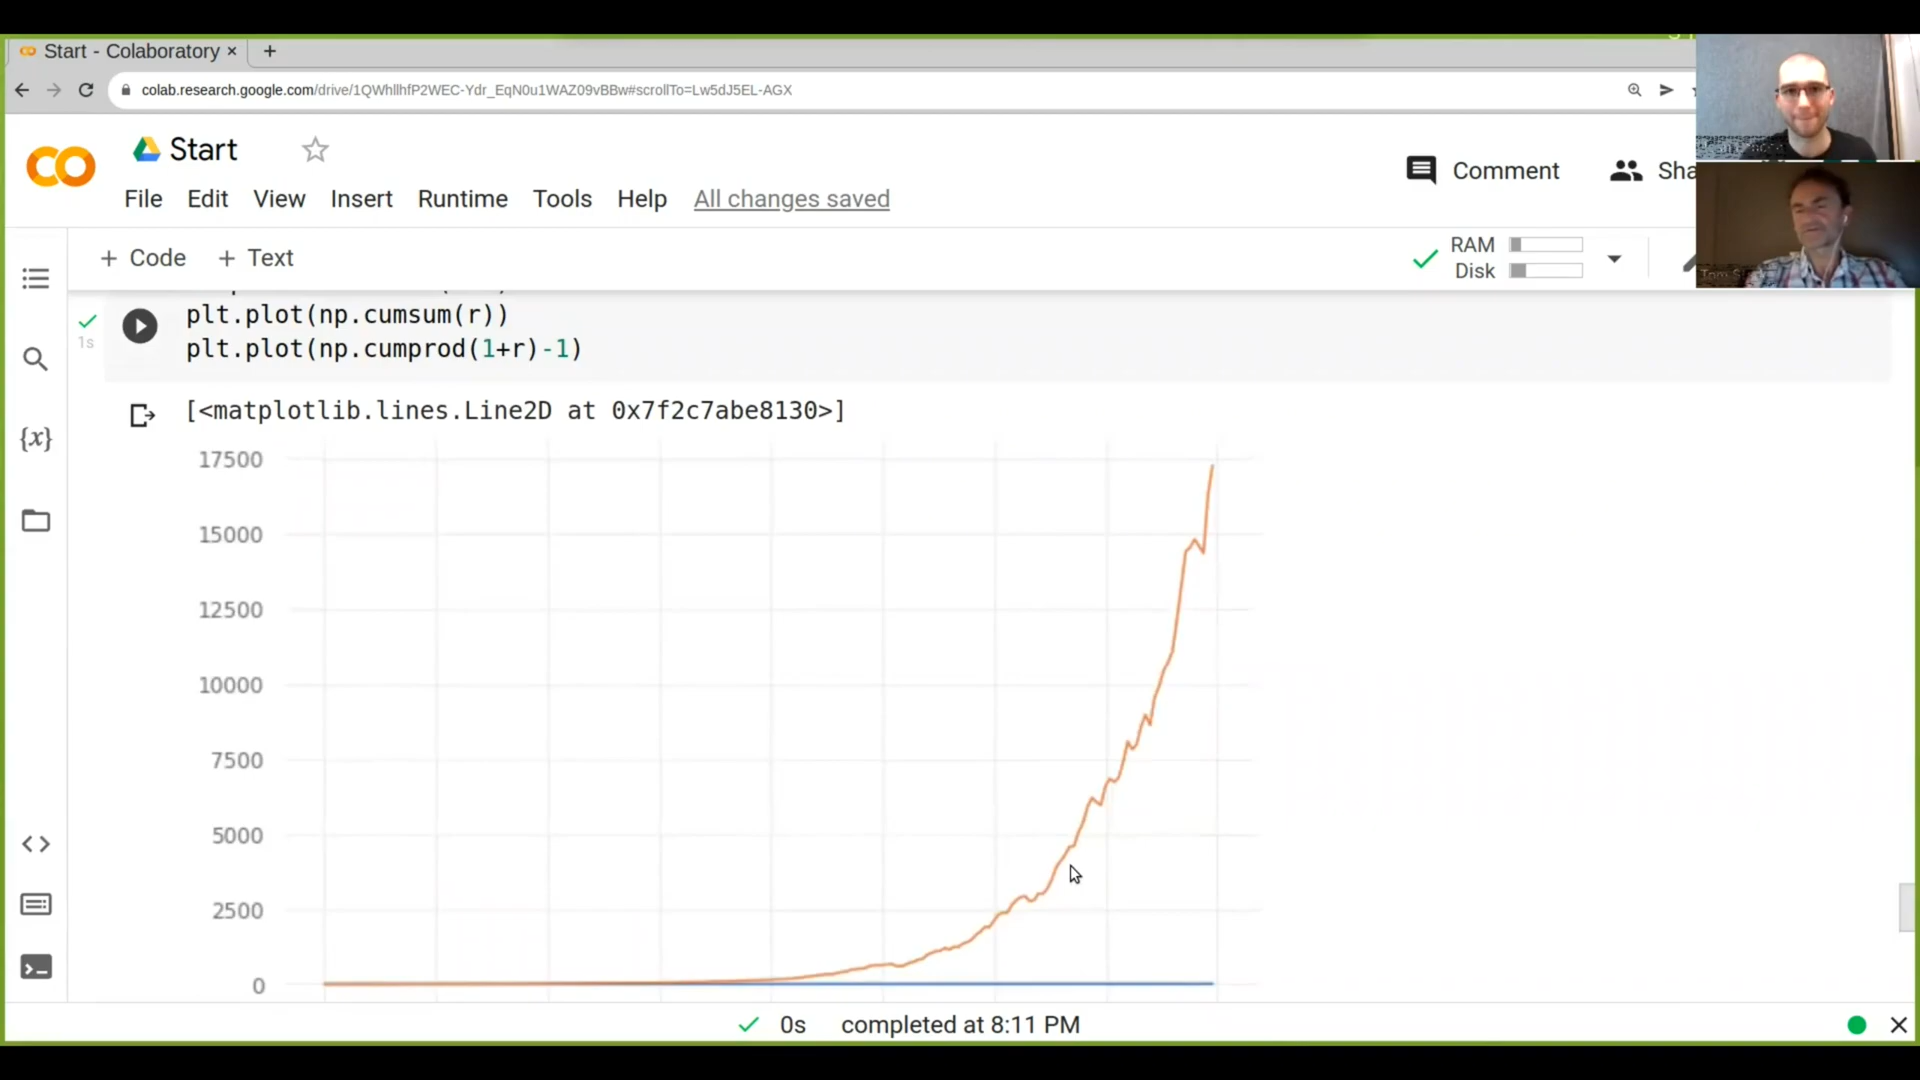 Start - Colaboratory
colab.research.google.com/drive/1QWhllhfP2WEC-Ydr_EqN0u1WAZ09vBBw#scrollTo=Lw5dJ5EL-AGX
Start
Comment
Sha
File Edit View Insert Runtime Tools Help All changes saved
+ Code + Text
RAM
Disk
plt.plot(np.cumsum(r))
1s
plt.plot(np.cumprod(1+r)-1)
[<matplotlib.lines.Line2D at 0x7f2c7abe8130>]
{x}
17500
15000
12500
10000
7500
5000
2500
0
0s completed at 8:11 PM